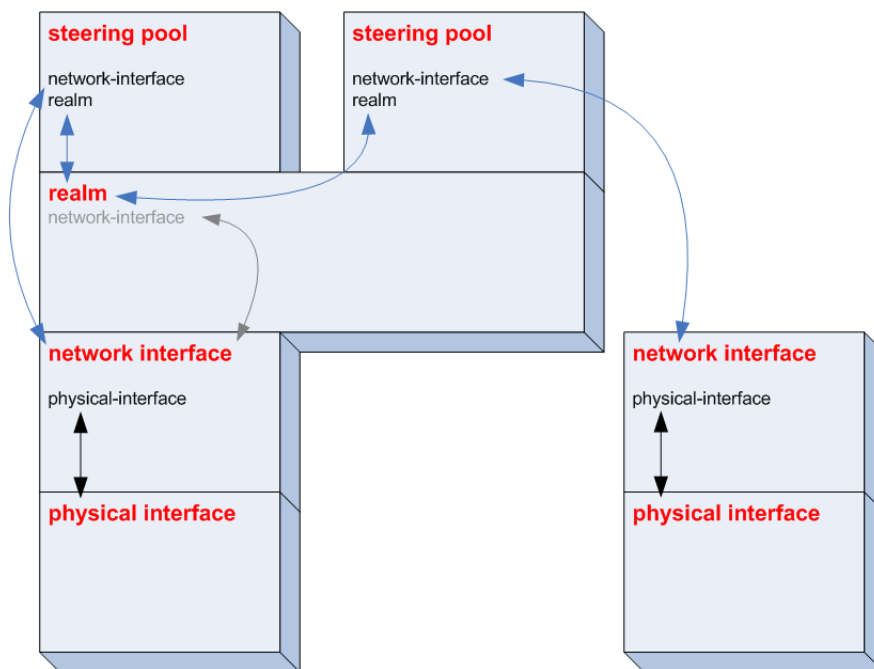 steering pool
network-interface
realm
steering pool
network-interface
realm
realm
network-interface
network interface
physical-interface
physical interface
network interface
physical-interface
physical interface